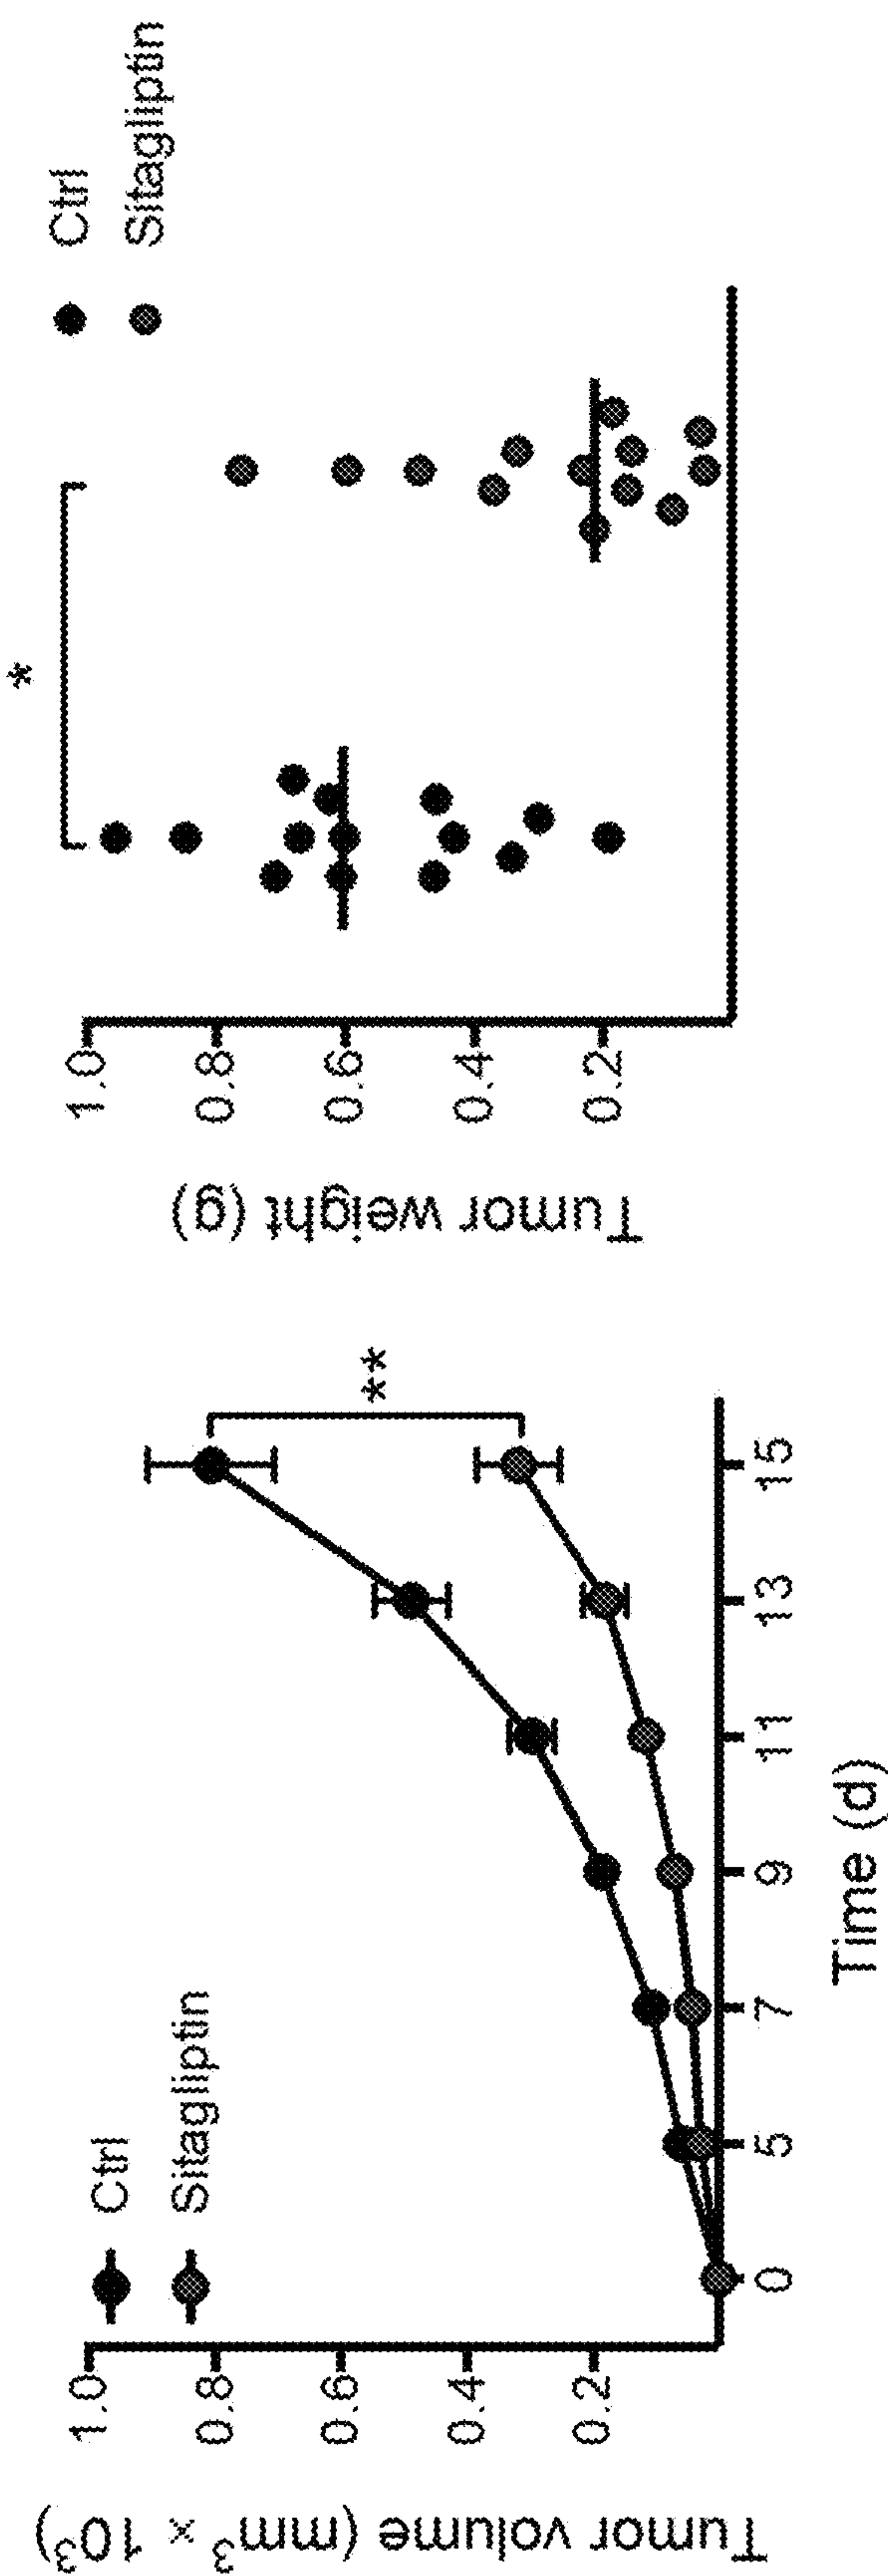 Tumor volume (mm³ × 10³)
1.0
0.8
0.6
0.4
0.2
Ctrl
Sitagliptin
**
0 5 7 9 11 13 15
Time (d)
Tumor weight (g)
1.0
0.8
0.6
0.4
0.2
*
Ctrl
Sitagliptin